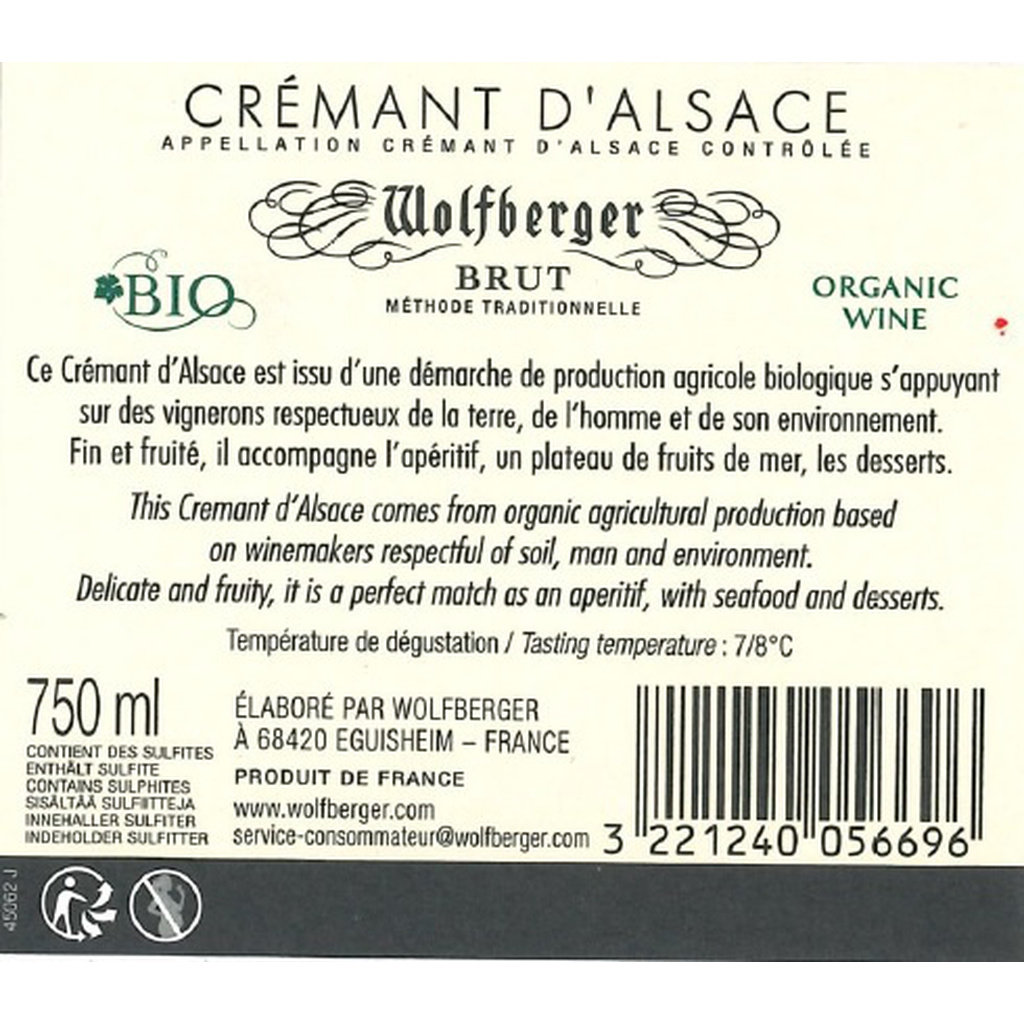 CRÉMANT D'ALSACE
APPELLATION CRÉMANT D'ALSACE CONTRÔLÉE
Wolfberger
BRUT
MÉTHODE TRADITIONNELLE
BIO
ORGANIC
WINE
Ce Crémant d'Alsace est issu d'une démarche de production agricole biologique s'appuyant
sur des vignerons respectueux de la terre, de l'homme et de son environnement.
Fin et fruité, il accompagne l'apéritif, un plateau de fruits de mer, les desserts.
This Cremant d'Alsace comes from organic agricultural production based
on winemakers respectful of soil, man and environment.
Delicate and fruity, it is a perfect match as an aperitif, with seafood and desserts.
Température de dégustation / Tasting temperature : 7/8°C
750 ml
CONTIENT DES SULFITES
ENTHÄLT SULFITE
CONTAINS SULPHITES
SISÄLTÄÄ SULFIITTEJA
INNEHALLER SULFITER
INDEHOLDER SULFITTER
ÉLABORÉ PAR WOLFBERGER
À 68420 EGUISHEIM – FRANCE
PRODUIT DE FRANCE
www.wolfberger.com
service-consommateur@wolfberger.com
3 221240 056696
45062 J